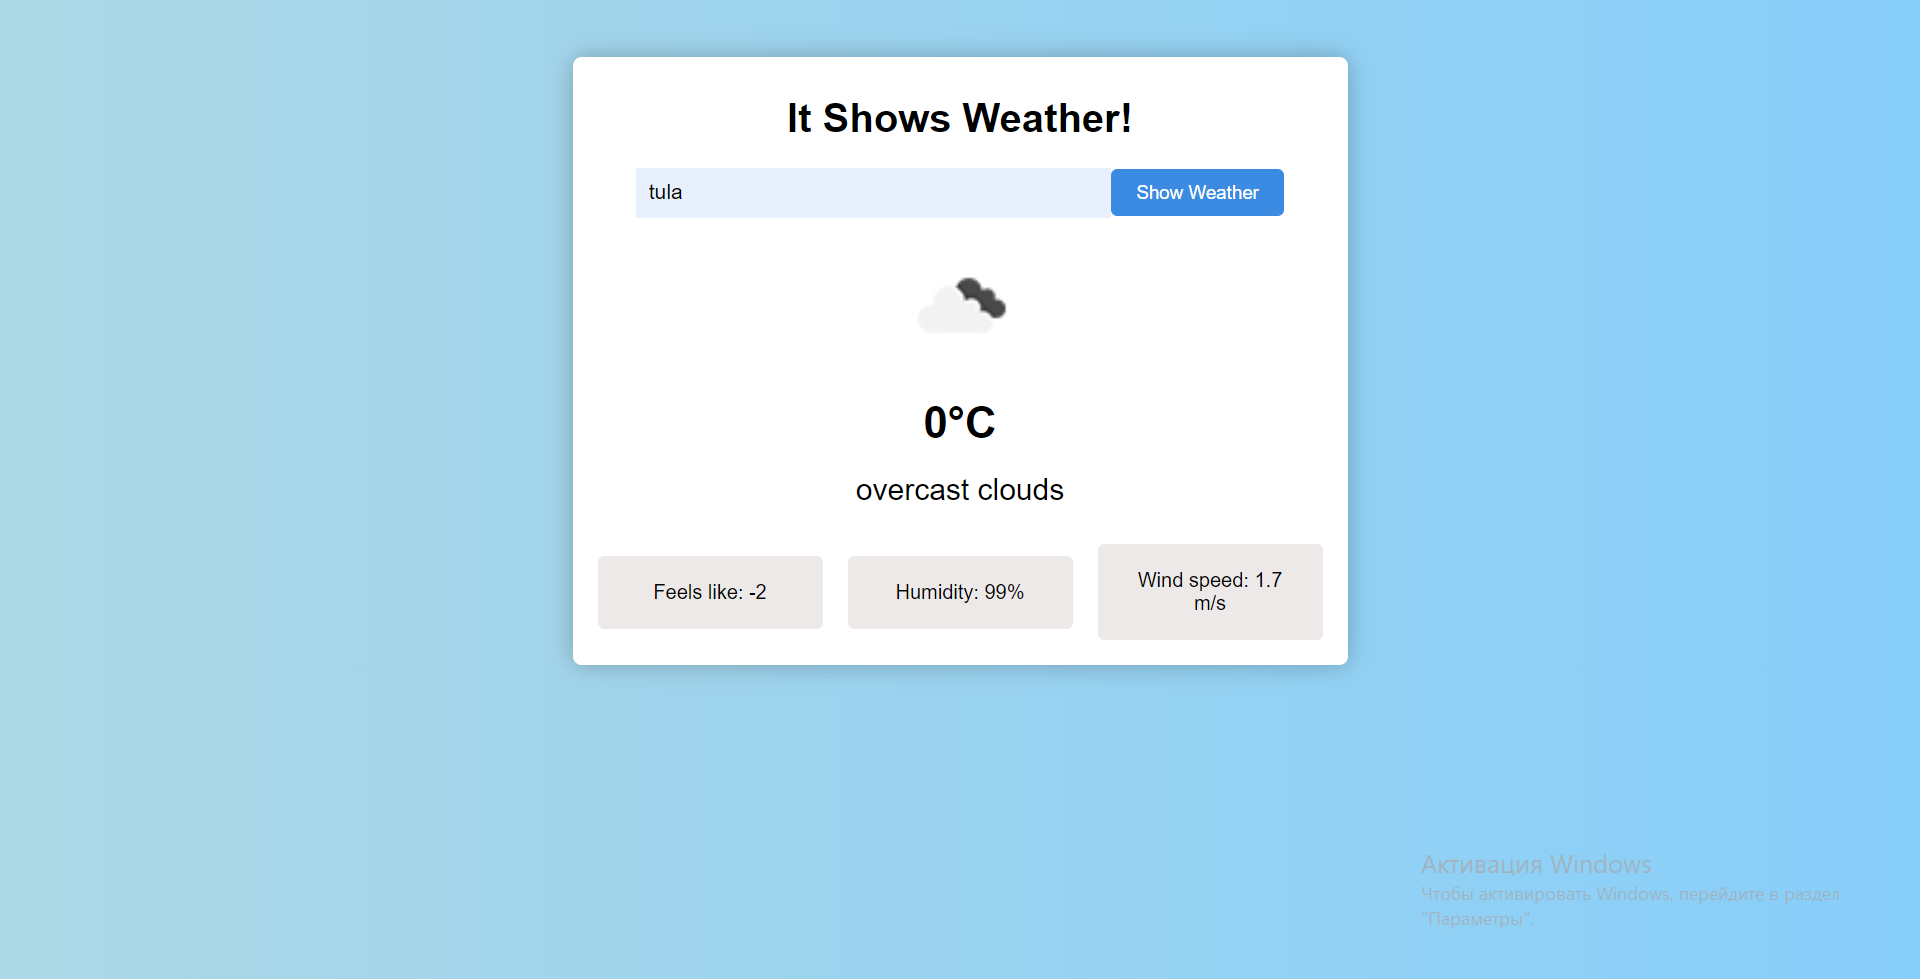 It Shows Weather!
tula
Show Weather
0°C
overcast clouds
Feels like: -2
Humidity: 99%
Wind speed: 1.7
m/s
Активация Windows
Чтобы активировать Windows, перейдите в раздел
"Параметры".